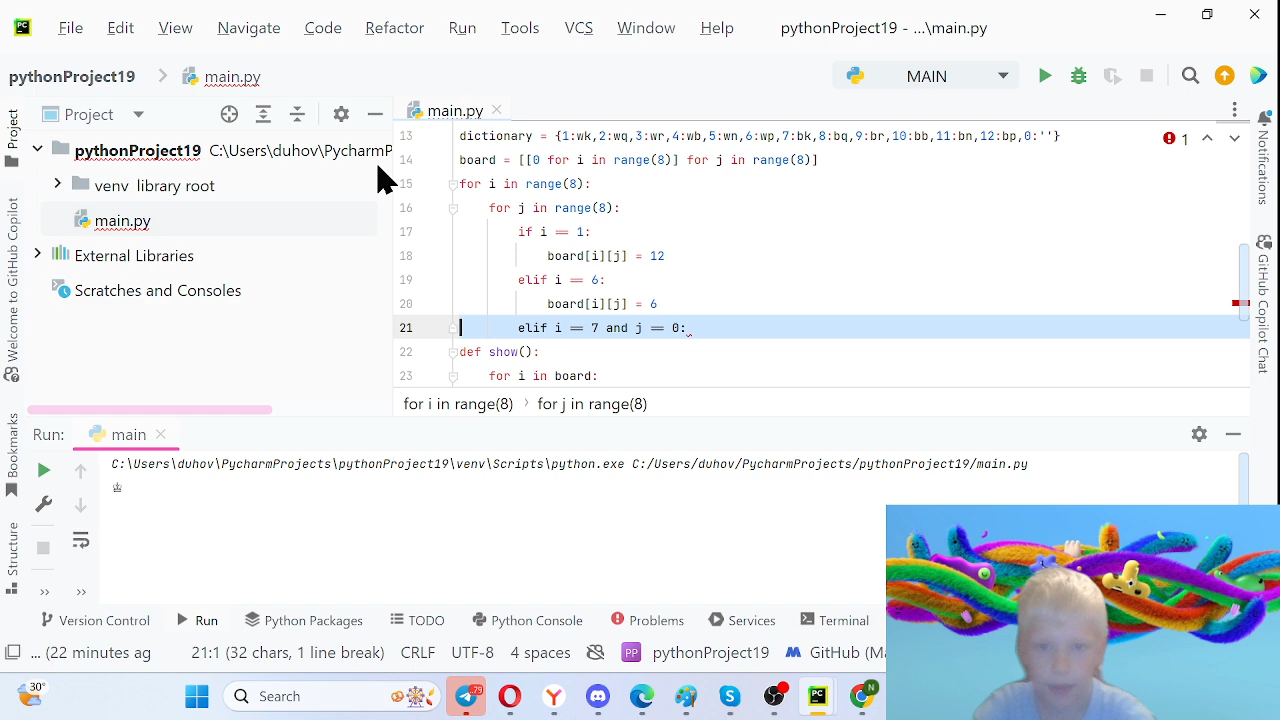 PC File Edit View Navigate Code Refactor Run Tools VCS Window Help pythonProject19 - ...\main.py
pythonProject19 main.py MAIN
Project main.py
13 dictionary = {1:wk,2:wq,3:wr,4:wb,5:wn,6:wp,7:bk,8:bq,9:br,10:bb,11:bn,12:bp,0:''} 1
pythonProject19 C:\Users\duhov\PycharmP
14 board = [[0 for i in range(8)] for j in range(8)]
venv library root
15 for i in range(8):
16 for j in range(8):
main.py
17 if i == 1:
External Libraries
18 board[i][j] = 12
19 elif i == 6:
Scratches and Consoles
20 board[i][j] = 6
21 elif i == 7 and j == 0:
22 def show():
23 for i in board:
for i in range(8) for j in range(8)
Project
Welcome to GitHub Copilot
Bookmarks
Structure
Notifications
GitHub Copilot Chat
Run: main
C:\Users\duhov\PycharmProjects\pythonProject19\venv\Scripts\python.exe C:/Users/duhov/PycharmProjects/pythonProject19/main.py
♔
Version Control Run Python Packages TODO Python Console Problems Services Terminal
... (22 minutes ag 21:1 (32 chars, 1 line break) CRLF UTF-8 4 spaces PP pythonProject19 GitHub (Ma
30° Search 79 PC N